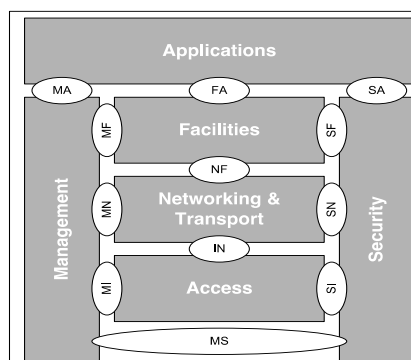 Applications
MA
FA
SA
MF
Facilities
SF
NF
Management
MN
Networking &
Transport
SN
Security
IN
MI
Access
SI
MS